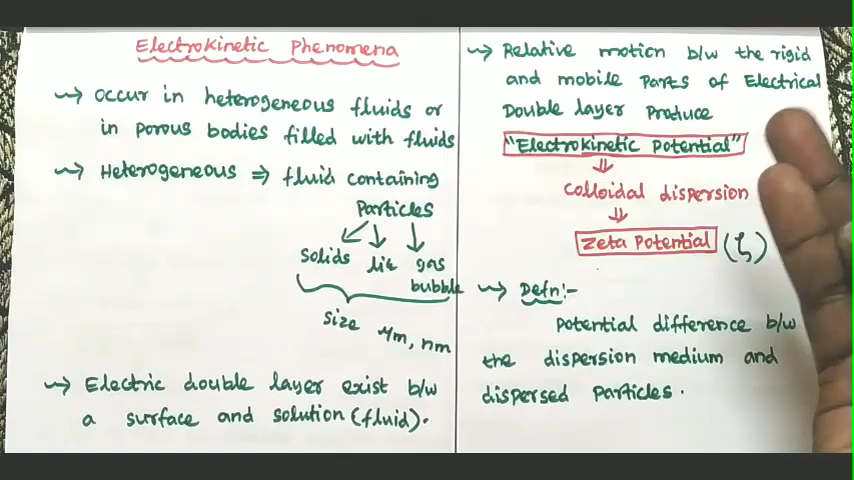 Electrokinetic Phenomena
⇝ occur in heterogeneous fluids or
in porous bodies filled with fluids
⇝ Heterogeneous ⇒ fluid containing
Particles
solids liq gas
bubble
size μm, nm
⇝ Electric double layer exist b/w
a surface and solution (fluid).
⇝ Relative motion b/w the rigid
and mobile parts of Electrical
Double layer Produce
"Electrokinetic Potential"
⇓
colloidal dispersion
⇓
Zeta Potential (ζ)
⇝ Defn:-
Potential difference b/w
the dispersion medium and
dispersed Particles.